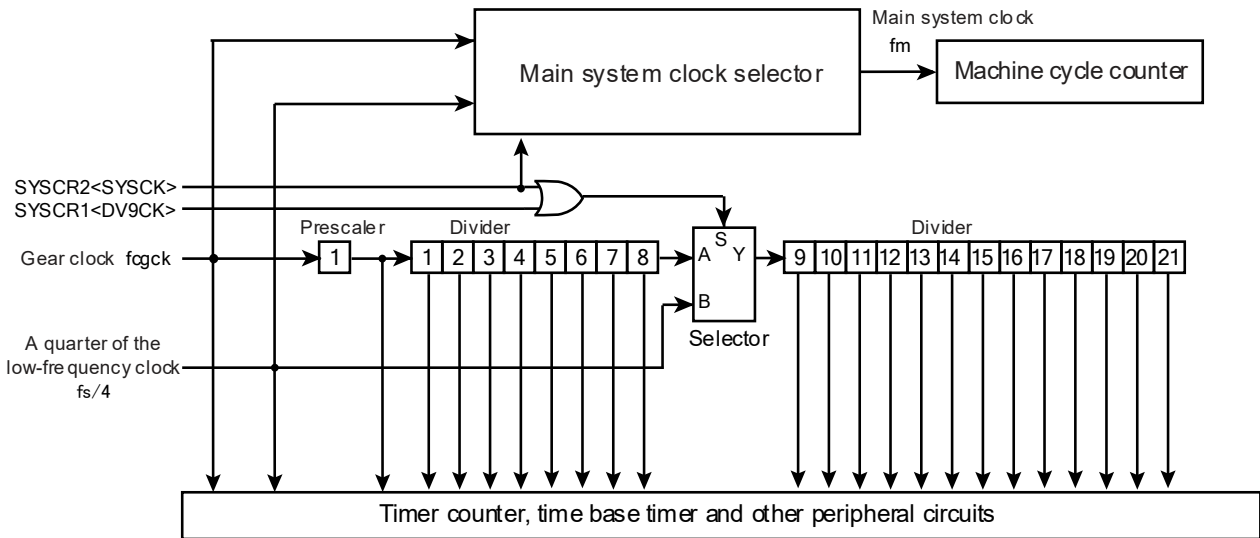 Main system clock
fm
Main system clock selector
Machine cycle counter
SYSCR2<SYSCK>
SYSCR1<DV9CK>
Prescaler
Divider
Divider
Gear clock fcgck
1
1 2 3 4 5 6 7 8
A
S
Y
B
9 10 11 12 13 14 15 16 17 18 19 20 21
Selector
A quarter of the
low-frequency clock
fs/4
Timer counter, time base timer and other peripheral circuits